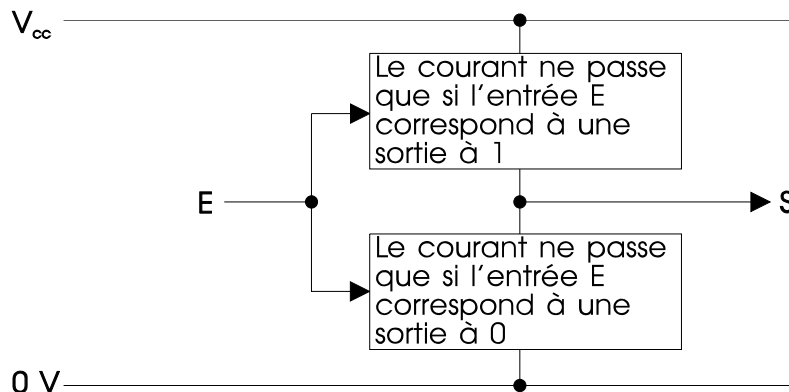 Vcc
Le courant ne passe
que si l'entrée E
correspond à une
sortie à 1
E
S
Le courant ne passe
que si l'entrée E
correspond à une
sortie à 0
0 V